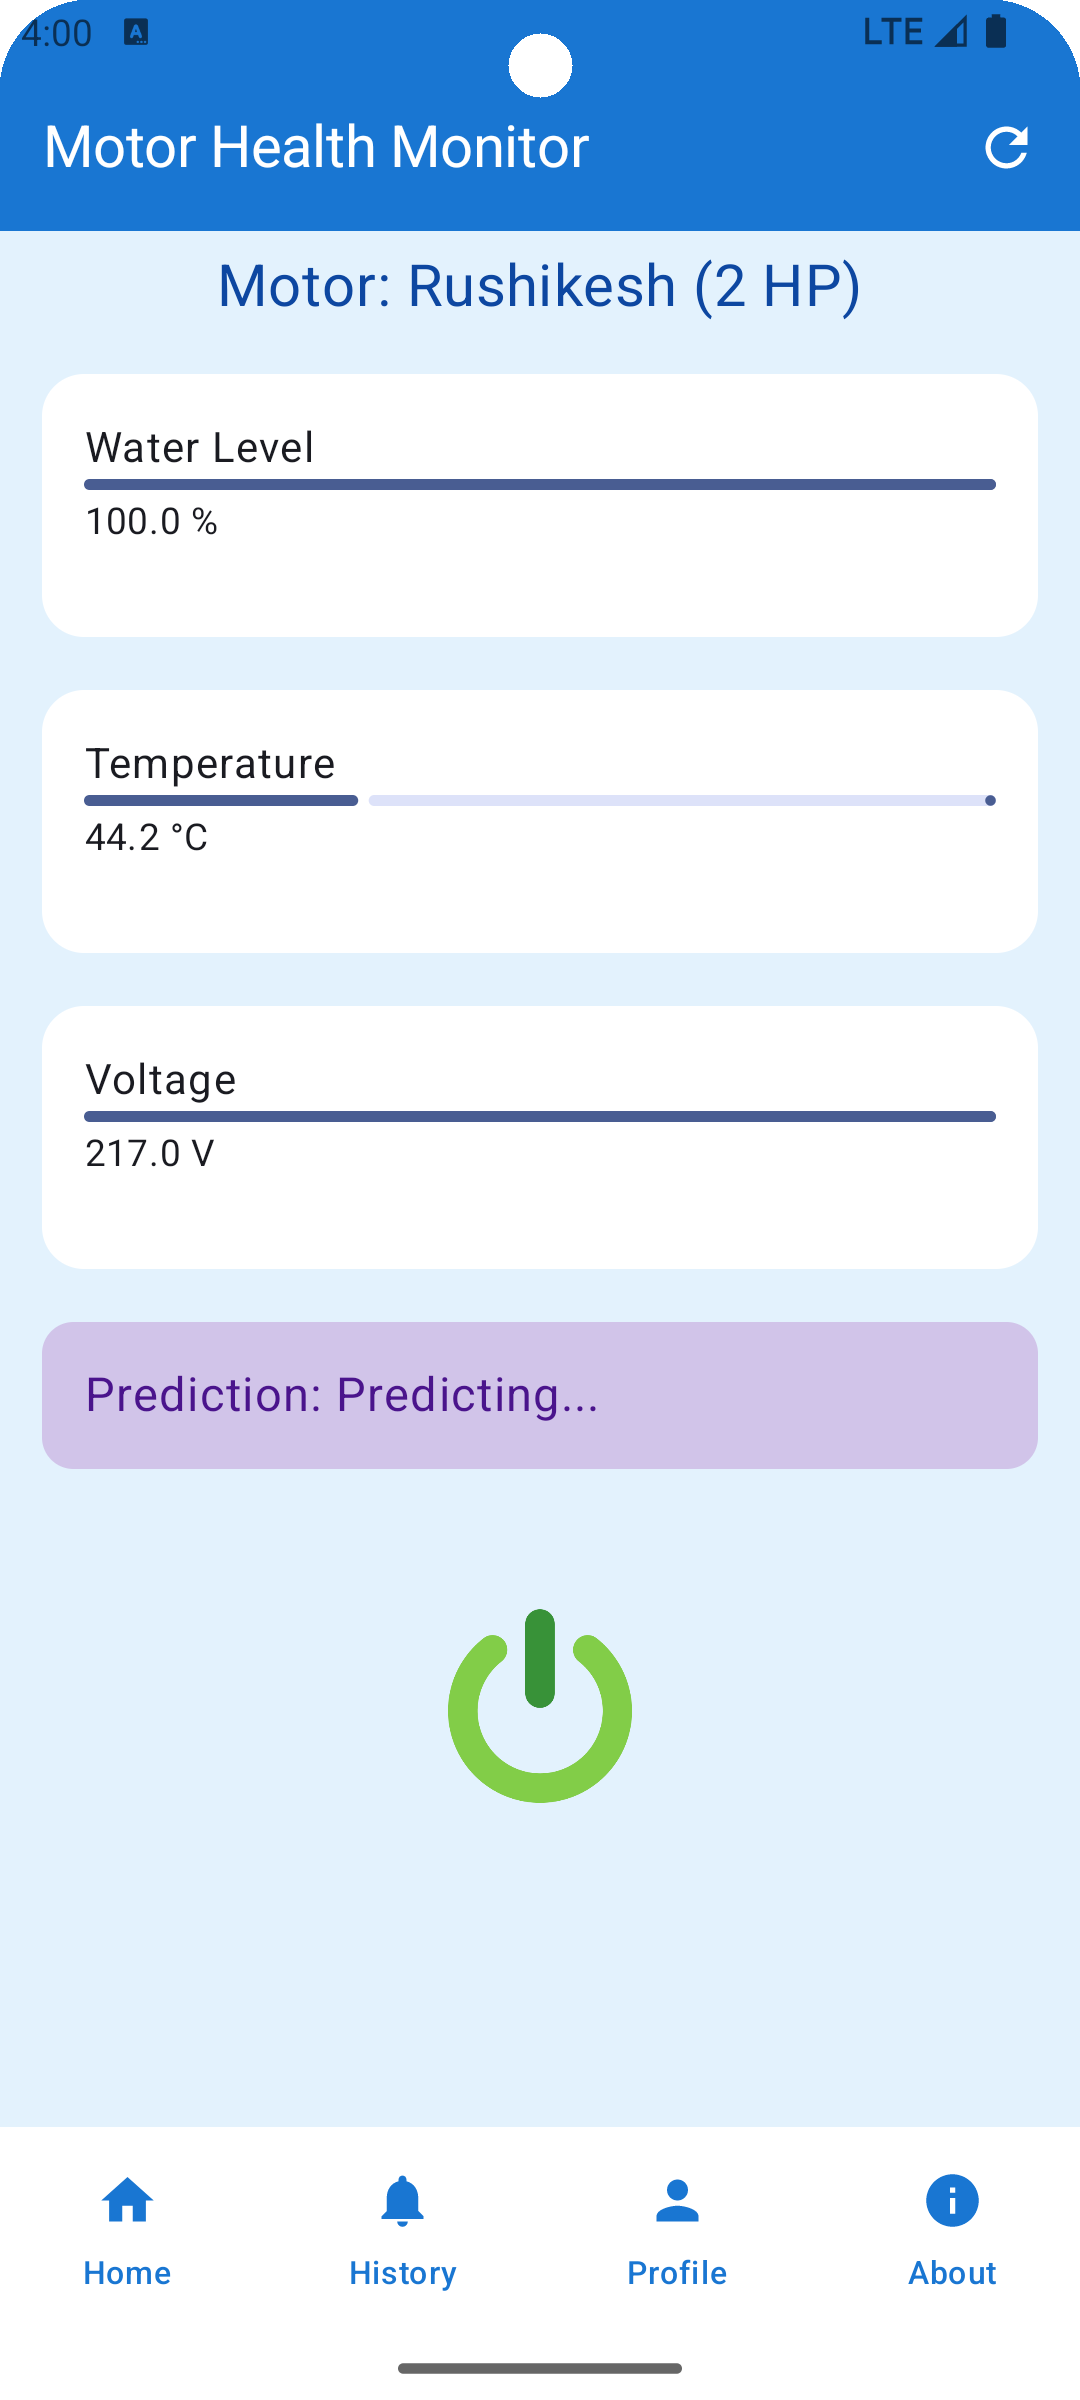 4:00 A LTE
Motor Health Monitor
Motor: Rushikesh (2 HP)
Water Level
100.0 %
Temperature
44.2 °C
Voltage
217.0 V
Prediction: Predicting...
Home History Profile About